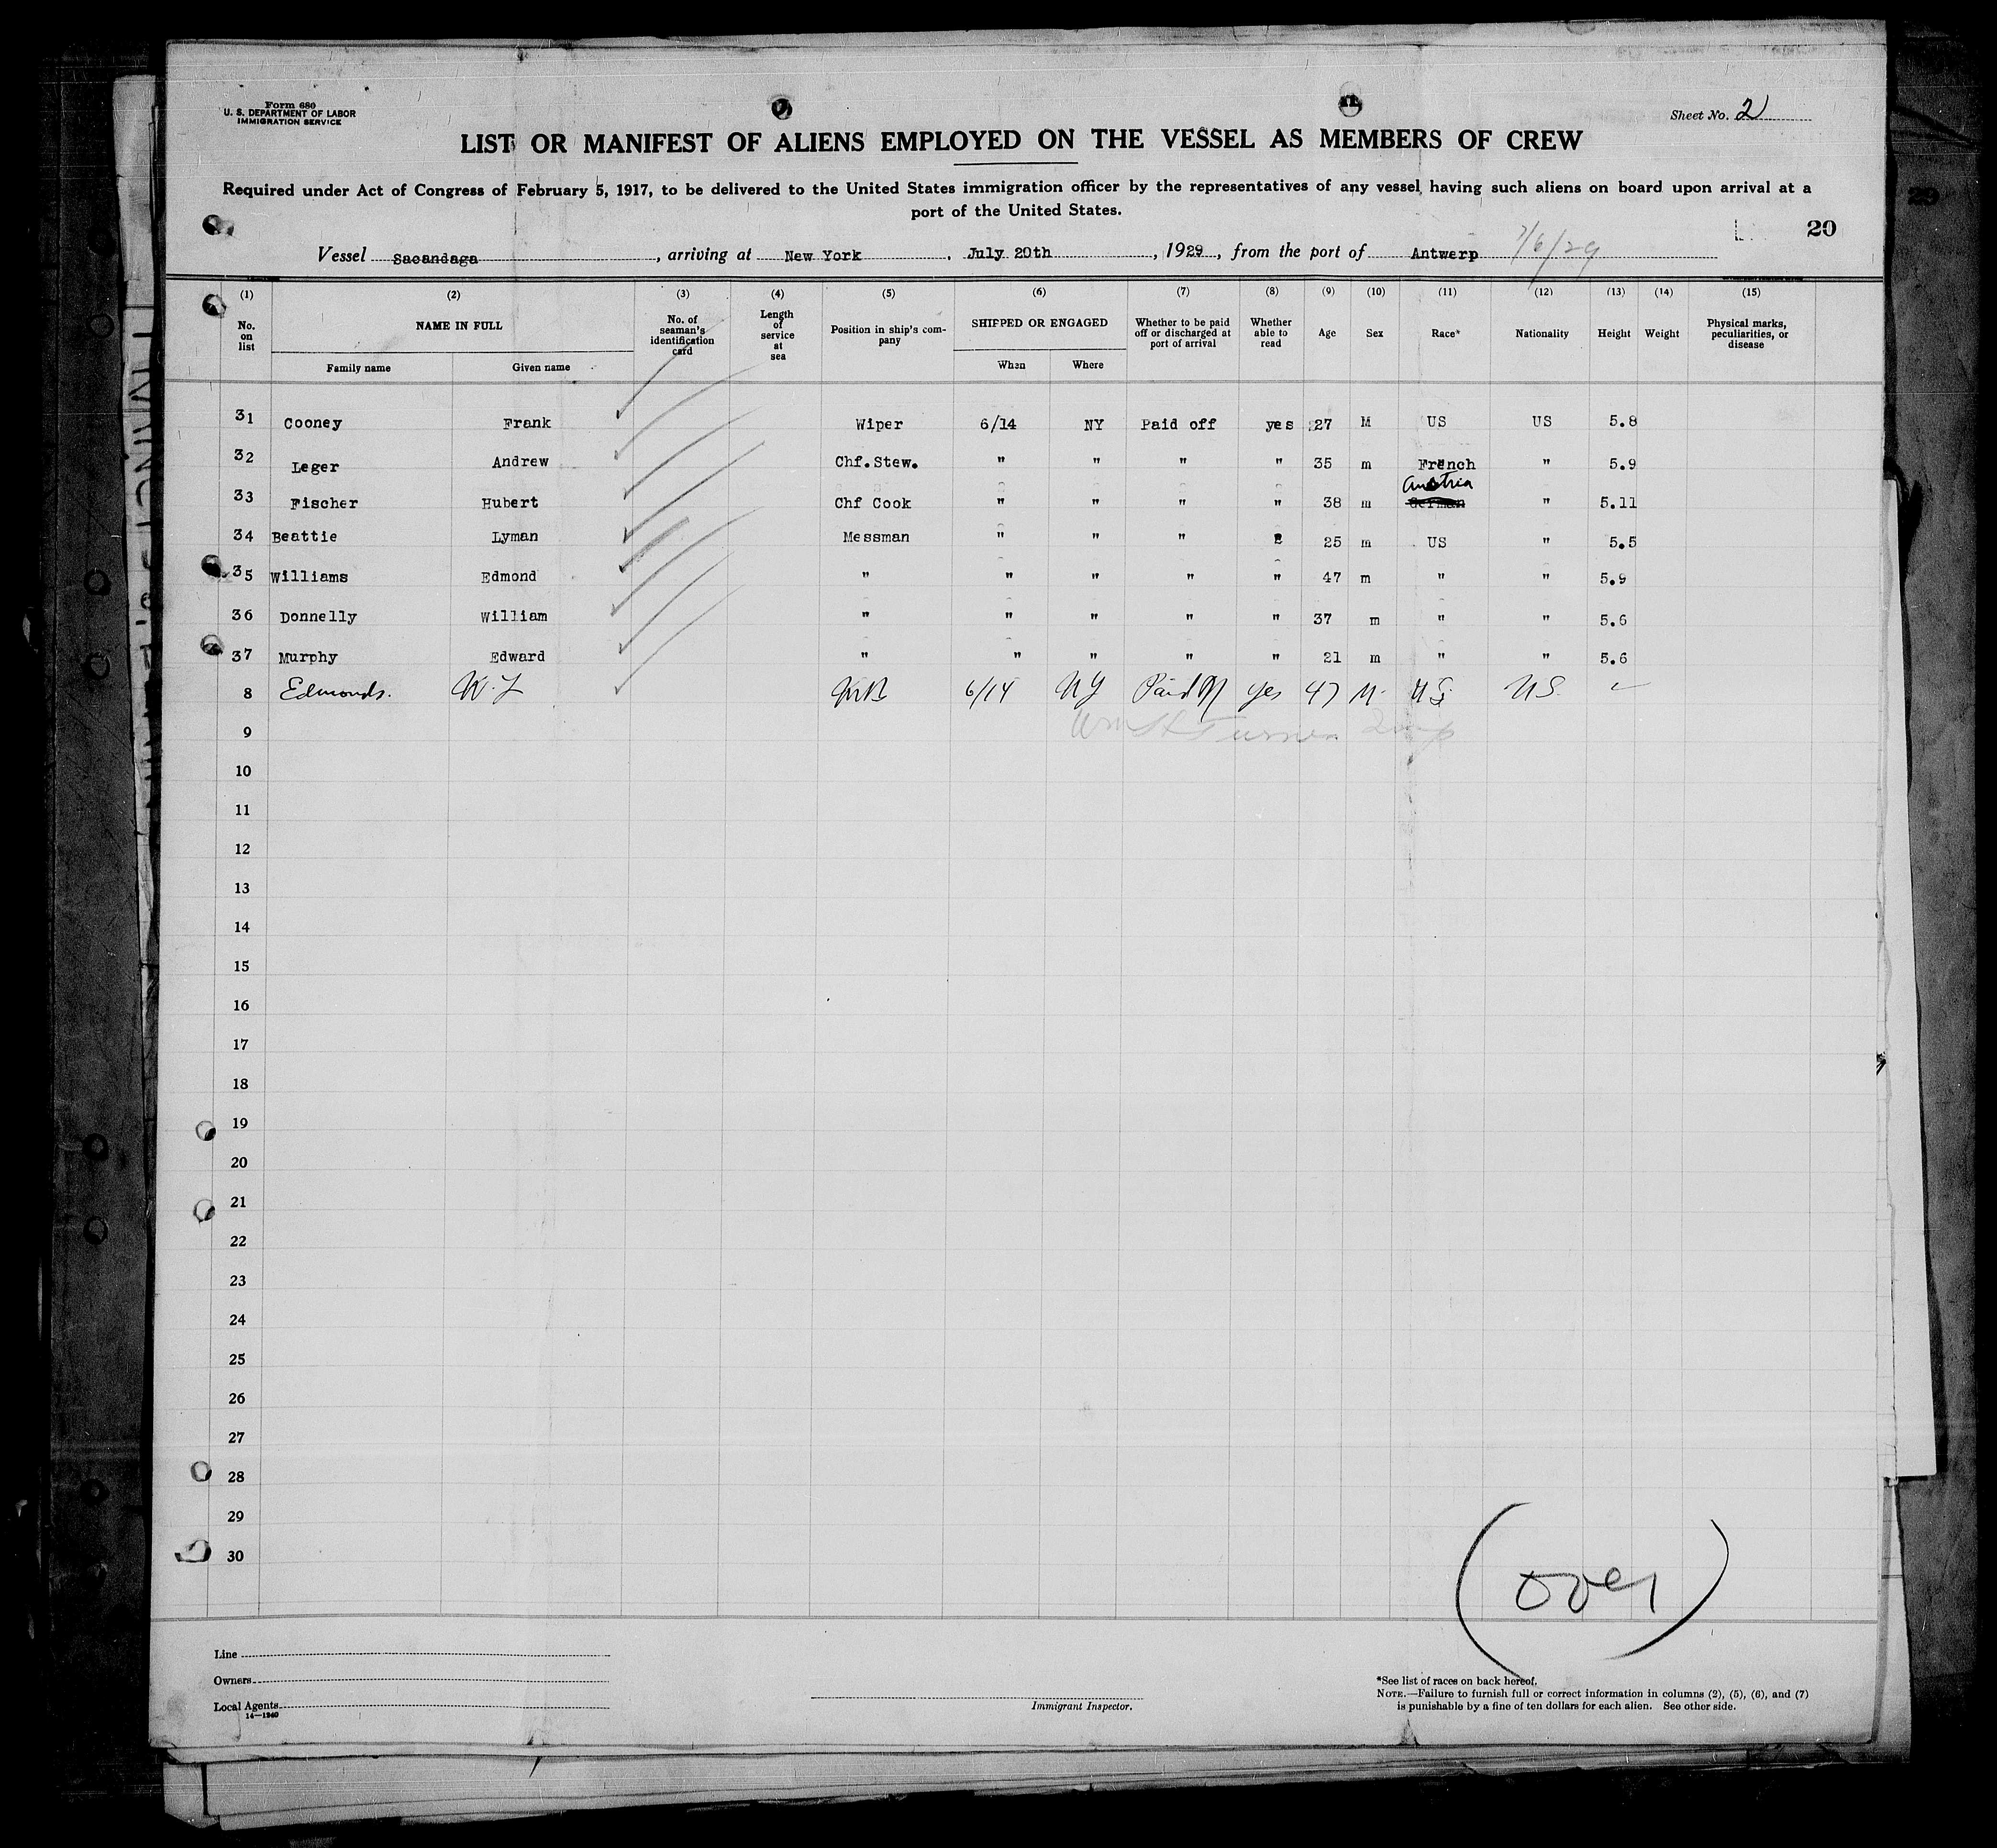 Form 680
U. S. DEPARTMENT OF LABOR
IMMIGRATION SERVICE
Sheet No. 2
LIST OR MANIFEST OF ALIENS EMPLOYED ON THE VESSEL AS MEMBERS OF CREW
Required under Act of Congress of February 5, 1917, to be delivered to the United States immigration officer by the representatives of any vessel having such aliens on board upon arrival at a
port of the United States.
20
Vessel Sacandaga, arriving at New York, July 20th, 1929, from the port of Antwerp 7/6/29
(1) (2) (3) (4) (5) (6) (7) (8) (9) (10) (11) (12) (13) (14) (15)
No. on list NAME IN FULL No. of seaman's identification card Length of service at sea Position in ship's company SHIPPED OR ENGAGED Whether to be paid off or discharged at port of arrival Whether able to read Age Sex Race* Nationality Height Weight Physical marks, peculiarities, or disease
Family name Given name When Where
31 Cooney Frank Wiper 6/14 NY Paid off yes 27 M US US 5.8
32 Leger Andrew Chf.Stew. " " " " 35 m French " 5.9
Austria
33 Fischer Hubert Chf Cook " " " " 38 m German " 5.11
34 Beattie Lyman Messman " " " " 25 m US " 5.5
35 Williams Edmond " " " " " 47 m " " 5.9
36 Donnelly William " " " " " 37 m " " 5.6
37 Murphy Edward " " " " " 21 m " " 5.6
8 Edmonds. W. 6/14 NY Paid off yes 47 M. U.S. U.S.
9 Turner
10
11
12
13
14
15
16
17
18
19
20
21
22
23
24
25
26
27
28
29
30
(over)
Line
Owners
Local Agents
14—1240
Immigrant Inspector.
*See list of races on back hereof.
NOTE.—Failure to furnish full or correct information in columns (2), (5), (6), and (7)
is punishable by a fine of ten dollars for each alien. See other side.